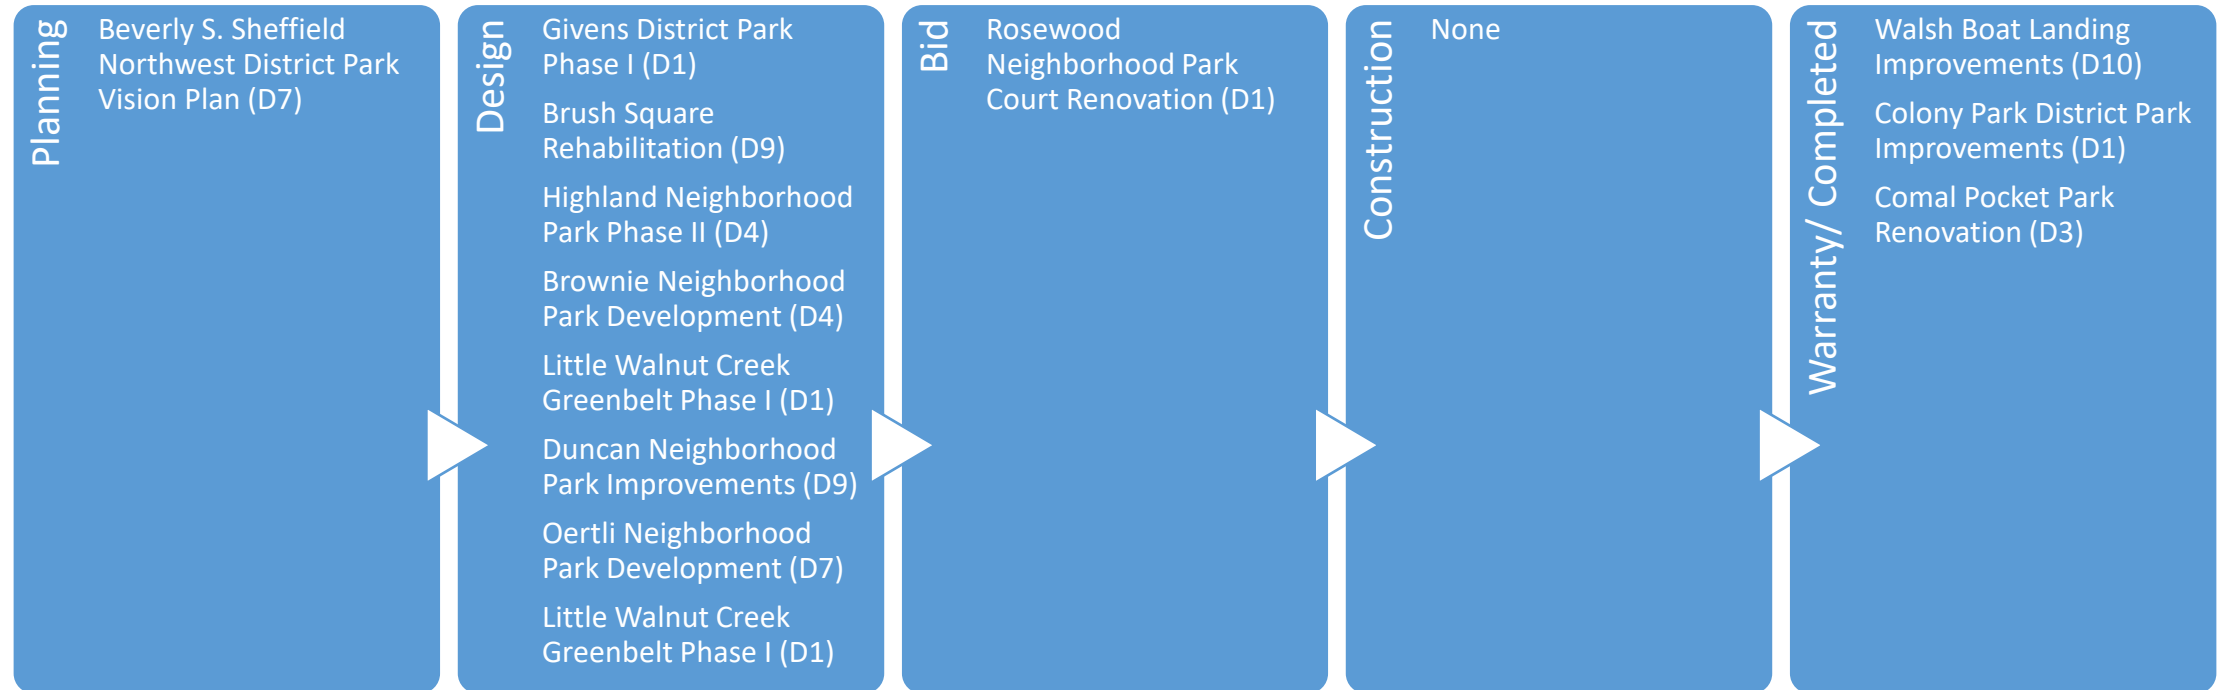 Planning
Beverly S. Sheffield
Northwest District Park
Vision Plan (D7)
Design
Givens District Park
Phase I (D1)
Brush Square
Rehabilitation (D9)
Highland Neighborhood
Park Phase II (D4)
Brownie Neighborhood
Park Development (D4)
Little Walnut Creek
Greenbelt Phase I (D1)
Duncan Neighborhood
Park Improvements (D9)
Oertli Neighborhood
Park Development (D7)
Little Walnut Creek
Greenbelt Phase I (D1)
Bid
Rosewood
Neighborhood Park
Court Renovation (D1)
Construction
None
Warranty/ Completed
Walsh Boat Landing
Improvements (D10)
Colony Park District Park
Improvements (D1)
Comal Pocket Park
Renovation (D3)